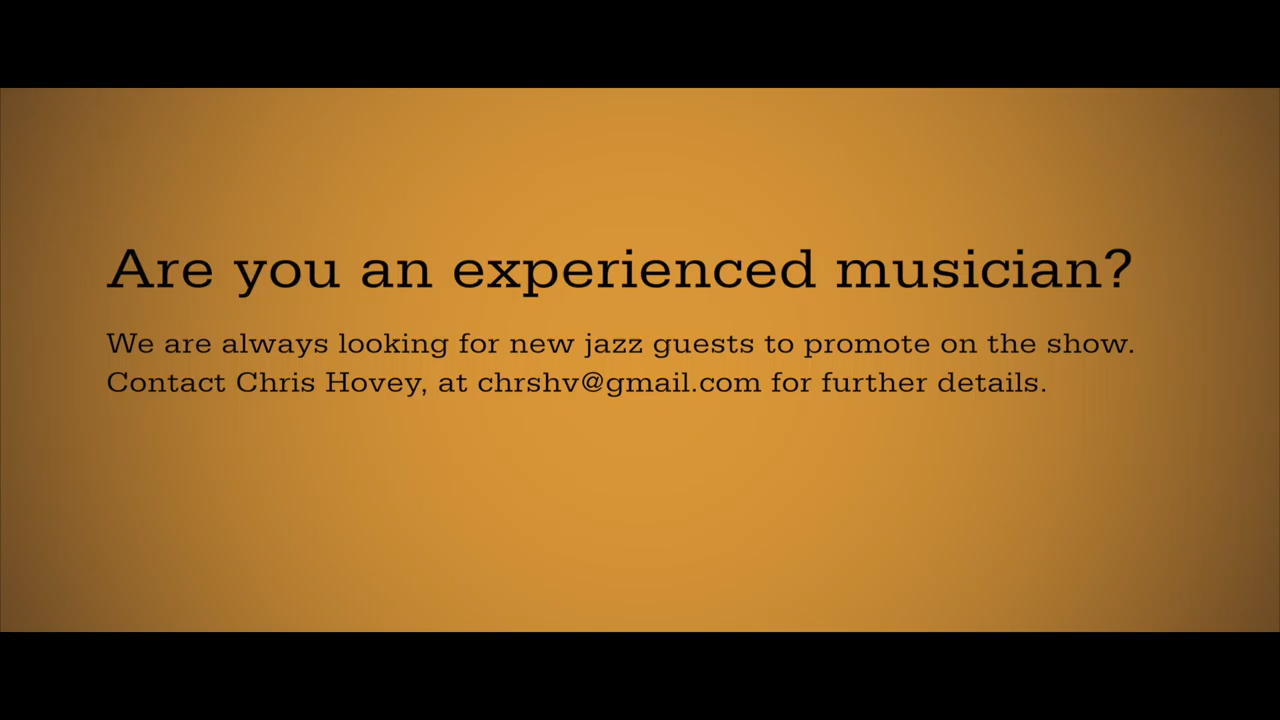 Are you an experienced musician?
We are always looking for new jazz guests to promote on the show.
Contact Chris Hovey, at chrshv@gmail.com for further details.